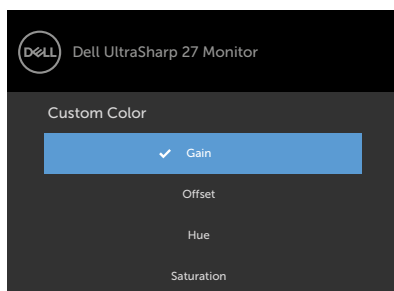 DELL Dell UltraSharp 27 Monitor
Custom Color
Gain
Offset
Hue
Saturation